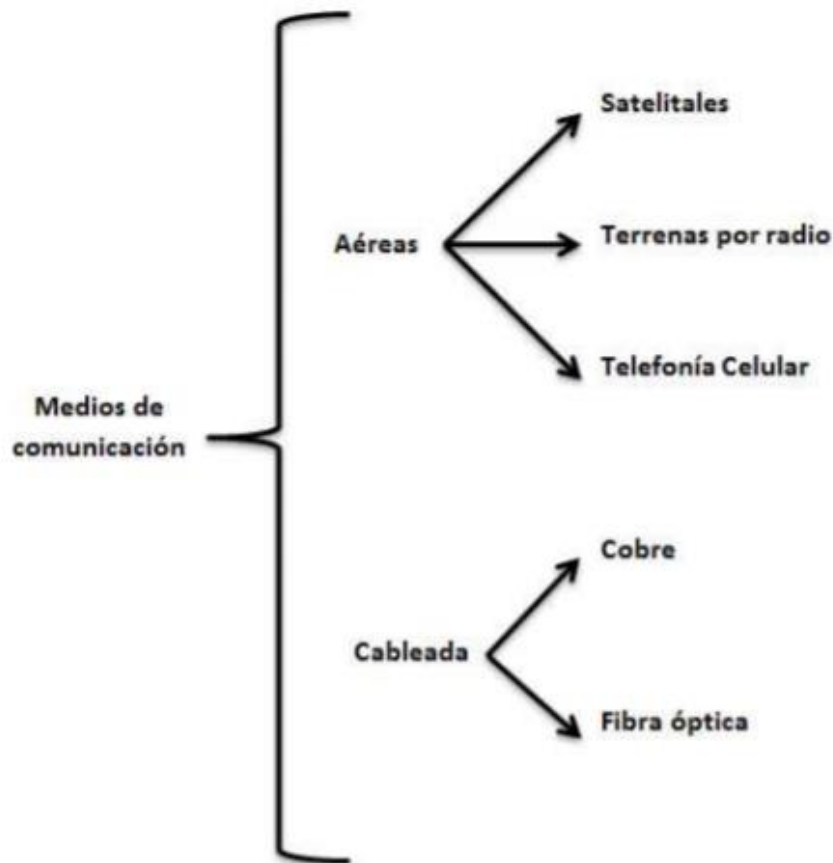 Satelitales
Aéreas
Terrenas por radio
Telefonía Celular
Medios de
comunicación
Cobre
Cableada
Fibra óptica